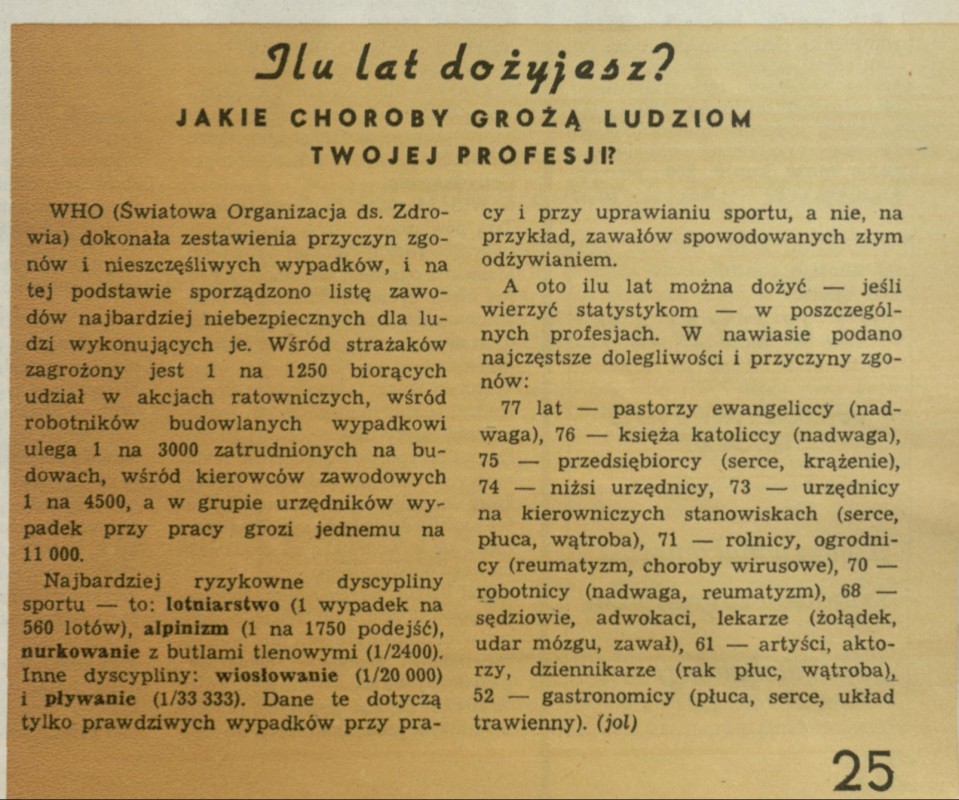 Ilu lat dożyjesz?
JAKIE CHOROBY GROŻĄ LUDZIOM
TWOJEJ PROFESJI?
WHO (Światowa Organizacja ds. Zdro-
wia) dokonała zestawienia przyczyn zgo-
nów i nieszczęśliwych wypadków, i na
tej podstawie sporządzono listę zawo-
dów najbardziej niebezpiecznych dla lu-
dzi wykonujących je. Wśród strażaków
zagrożony jest 1 na 1250 biorących
udział w akcjach ratowniczych, wśród
robotników budowlanych wypadkowi
ulega 1 na 3000 zatrudnionych na bu-
dowach, wśród kierowców zawodowych
1 na 4500, a w grupie urzędników wy-
padek przy pracy grozi jednemu na
11 000.
Najbardziej ryzykowne dyscypliny
sportu — to: lotniarstwo (1 wypadek na
560 lotów), alpinizm (1 na 1750 podejść),
nurkowanie z butlami tlenowymi (1/2400).
Inne dyscypliny: wiosłowanie (1/20 000)
i pływanie (1/33 333). Dane te dotyczą
tylko prawdziwych wypadków przy pra-
cy i przy uprawianiu sportu, a nie, na
przykład, zawałów spowodowanych złym
odżywianiem.
A oto ilu lat można dożyć — jeśli
wierzyć statystykom — w poszczegól-
nych profesjach. W nawiasie podano
najczęstsze dolegliwości i przyczyny zgo-
nów:
77 lat — pastorzy ewangeliccy (nad-
waga), 76 — księża katoliccy (nadwaga),
75 — przedsiębiorcy (serce, krążenie),
74 — niżsi urzędnicy, 73 — urzędnicy
na kierowniczych stanowiskach (serce,
płuca, wątroba), 71 — rolnicy, ogrodni-
cy (reumatyzm, choroby wirusowe), 70 —
robotnicy (nadwaga, reumatyzm), 68 —
sędziowie, adwokaci, lekarze (żołądek,
udar mózgu, zawał), 61 — artyści, akto-
rzy, dziennikarze (rak płuc, wątroba),
52 — gastronomicy (płuca, serce, układ
trawienny). (jol)
25